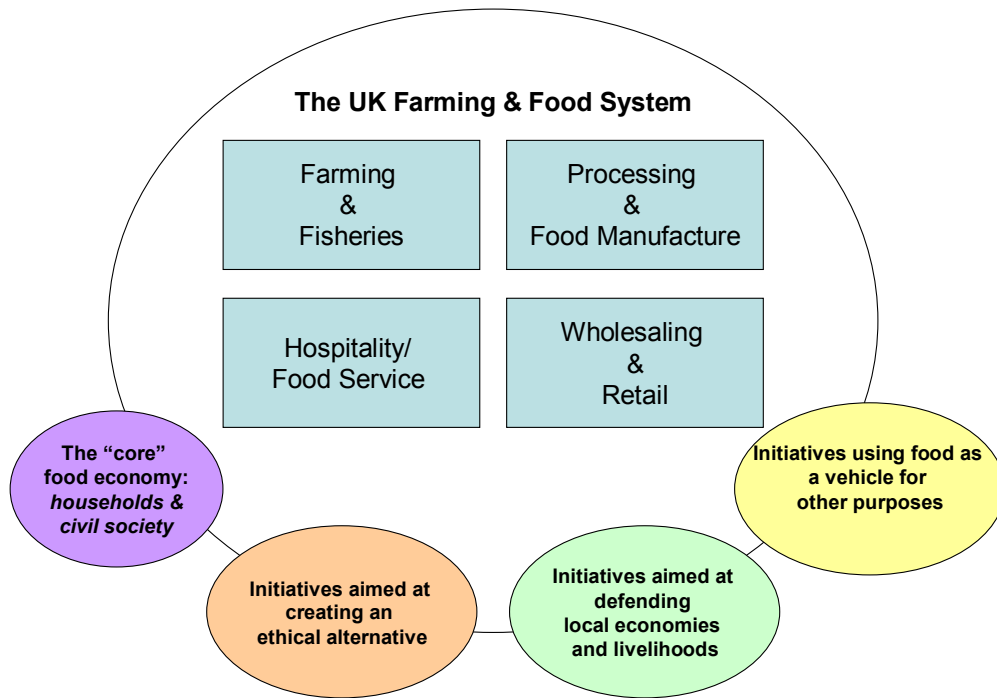 The UK Farming & Food System
Farming
&
Fisheries
Processing
&
Food Manufacture
Hospitality/
Food Service
Wholesaling
&
Retail
The “core”
food economy:
households &
civil society
Initiatives aimed at
creating an
ethical alternative
Initiatives aimed at
defending
local economies
and livelihoods
Initiatives using food as
a vehicle for
other purposes